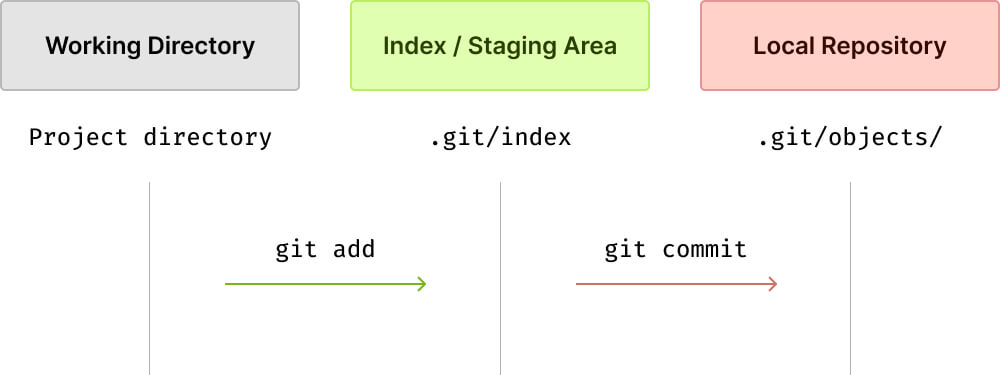 Working Directory
Index / Staging Area
Local Repository
Project directory
.git/index
.git/objects/
git add
git commit